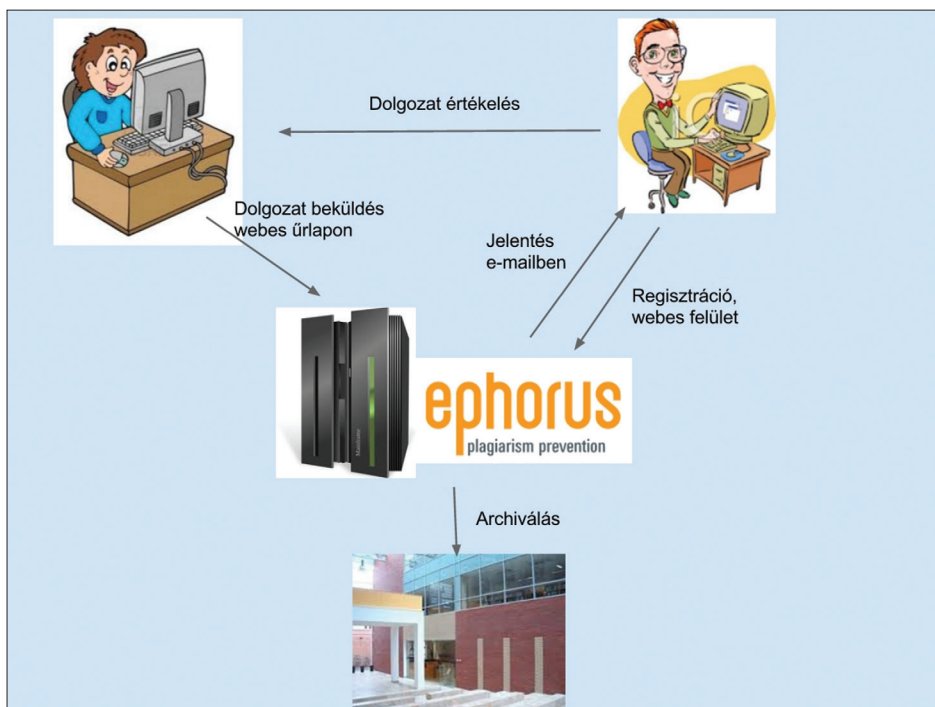 Dolgozat értékelés
Dolgozat beküldés
webes űrlapon
Jelentés
e-mailben
Regisztráció,
webes felület
ephorus
plagiarism prevention
Archiválás